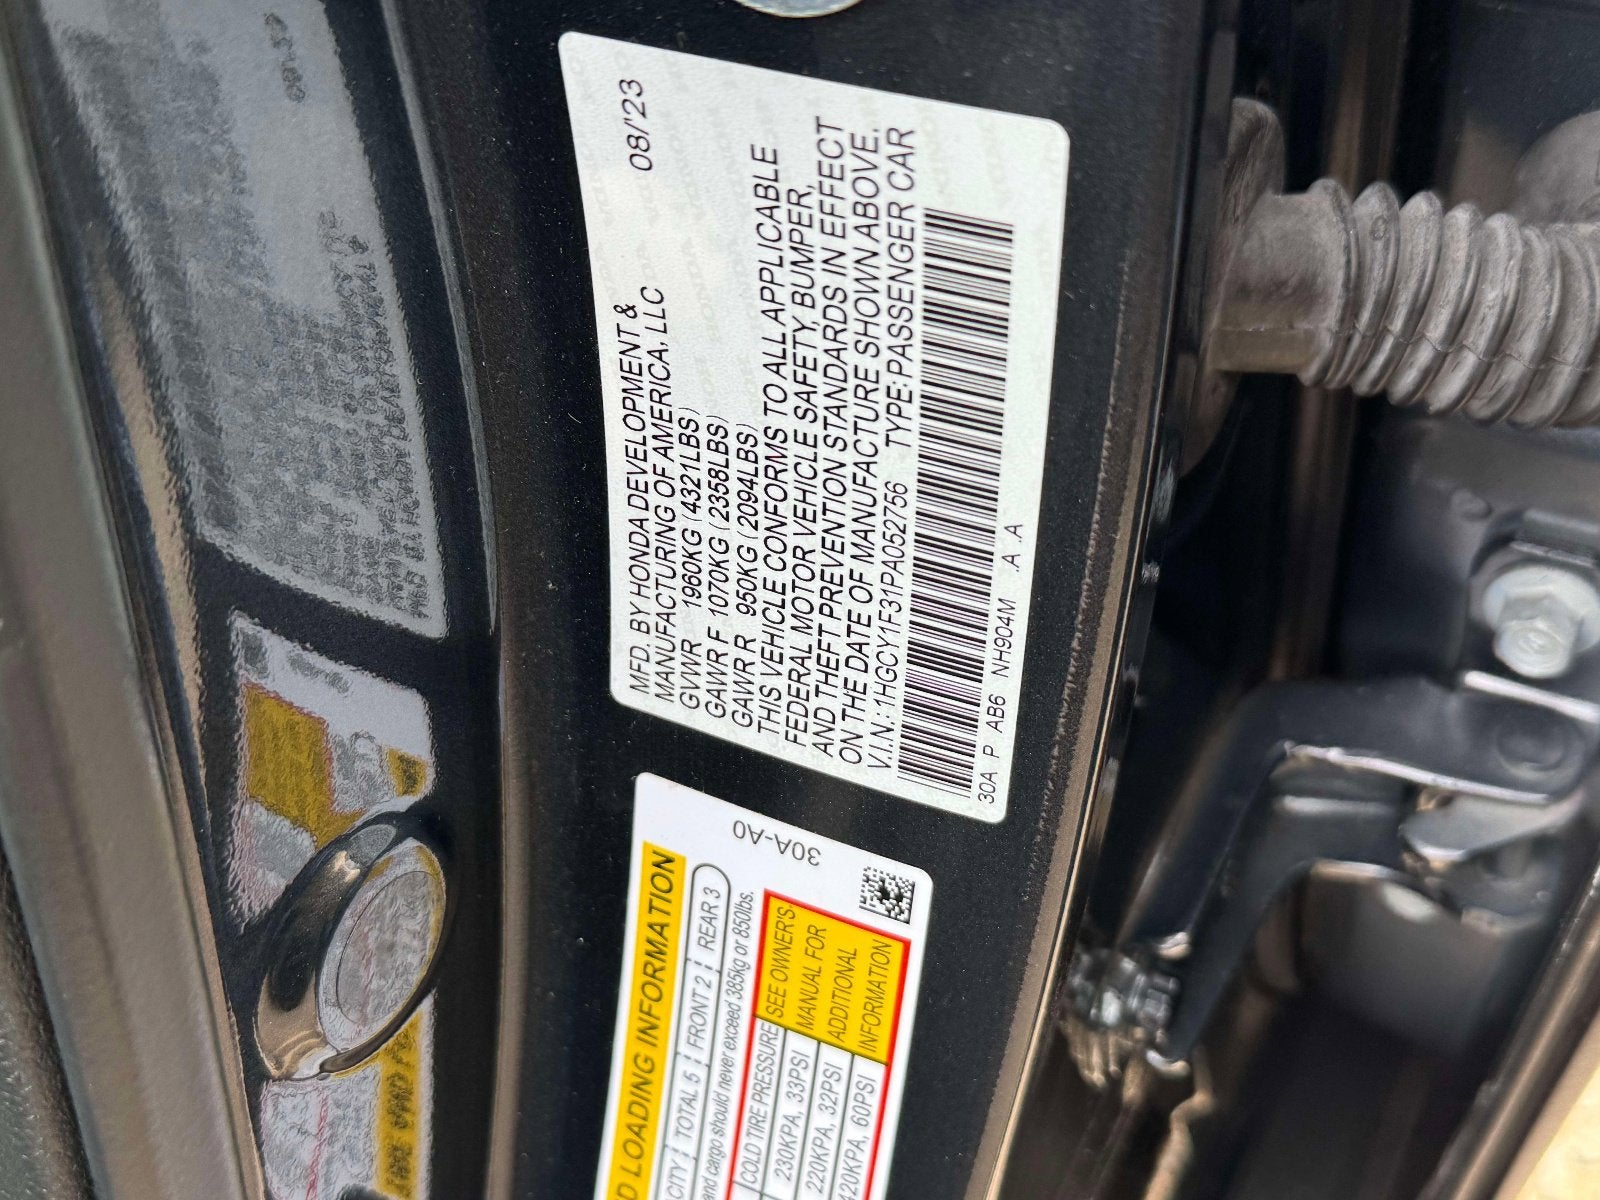 MFD. BY HONDA DEVELOPMENT &
MANUFACTURING OF AMERICA, LLC 08/'23
GVWR 1960KG (4321LBS)
GAWR F 1070KG (2358LBS)
GAWR R 950KG (2094LBS)
THIS VEHICLE CONFORMS TO ALL APPLICABLE
FEDERAL MOTOR VEHICLE SAFETY, BUMPER,
AND THEFT PREVENTION STANDARDS IN EFFECT
ON THE DATE OF MANUFACTURE SHOWN ABOVE.
V.I.N.: 1HGCY1F31PA052756 TYPE: PASSENGER CAR
30A P AB6 NH904M .A .A
30A-A0
LOADING INFORMATION
TOTAL 5 FRONT 2 REAR 3
and cargo should never exceed 385kg or 850lbs.
COLD TIRE PRESSURE
230KPA, 33PSI
220KPA, 32PSI
420KPA, 60PSI
SEE OWNER'S
MANUAL FOR
ADDITIONAL
INFORMATION